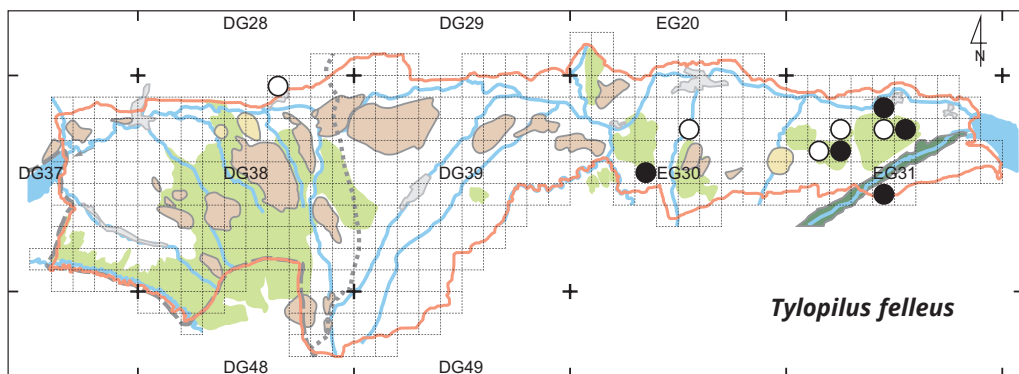 DG28 DG29 EG20
N
DG37 DG38 DG39 EG30 EG31
Tylopilus felleus
DG48 DG49